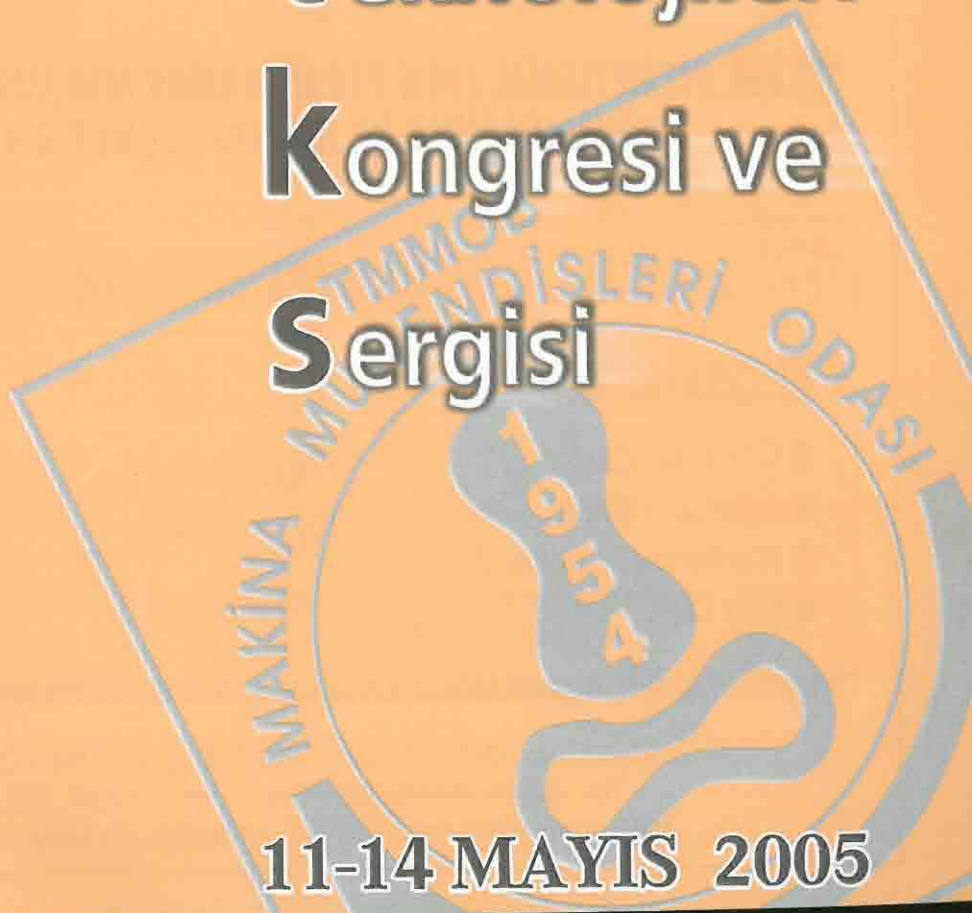 Kongresi ve
Sergisi
TMMOB
MAKİNA MÜHENDİSLERİ ODASI
1954
11-14 MAYIS 2005